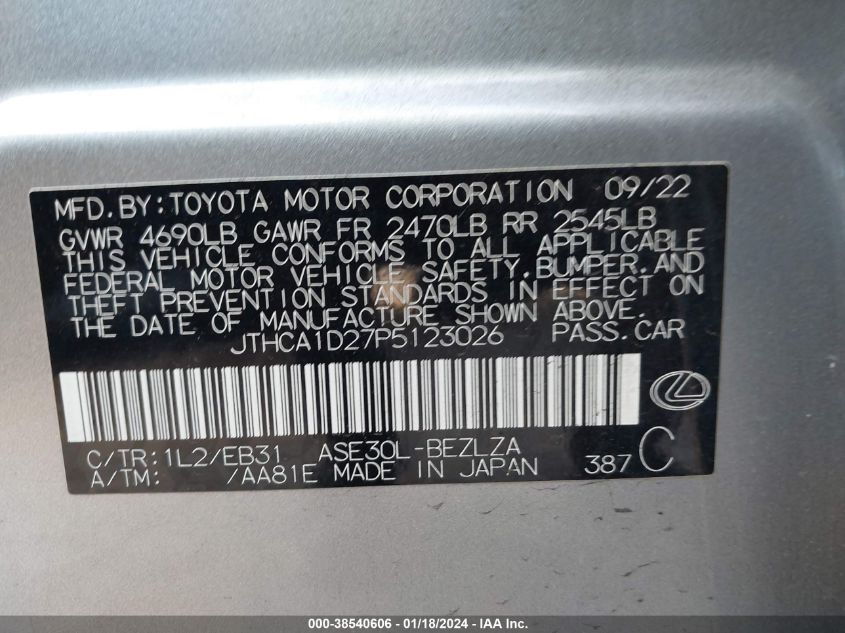 MFD.BY:TOYOTA MOTOR CORPORATION 09/22
GVWR 4690LB GAWR FR 2470LB RR 2545LB
THIS VEHICLE CONFORMS TO ALL APPLICABLE
FEDERAL MOTOR VEHICLE SAFETY,BUMPER,AND
THEFT PREVENTION STANDARDS IN EFFECT ON
THE DATE OF MANUFACTURE SHOWN ABOVE.
JTHCA1D27P5123026 PASS.CAR
C/TR:1L2/EB31 ASE30L-BEZLZA
A/TM: /AA81E MADE IN JAPAN 387 C
000-38540606 - 01/18/2024 - IAA Inc.